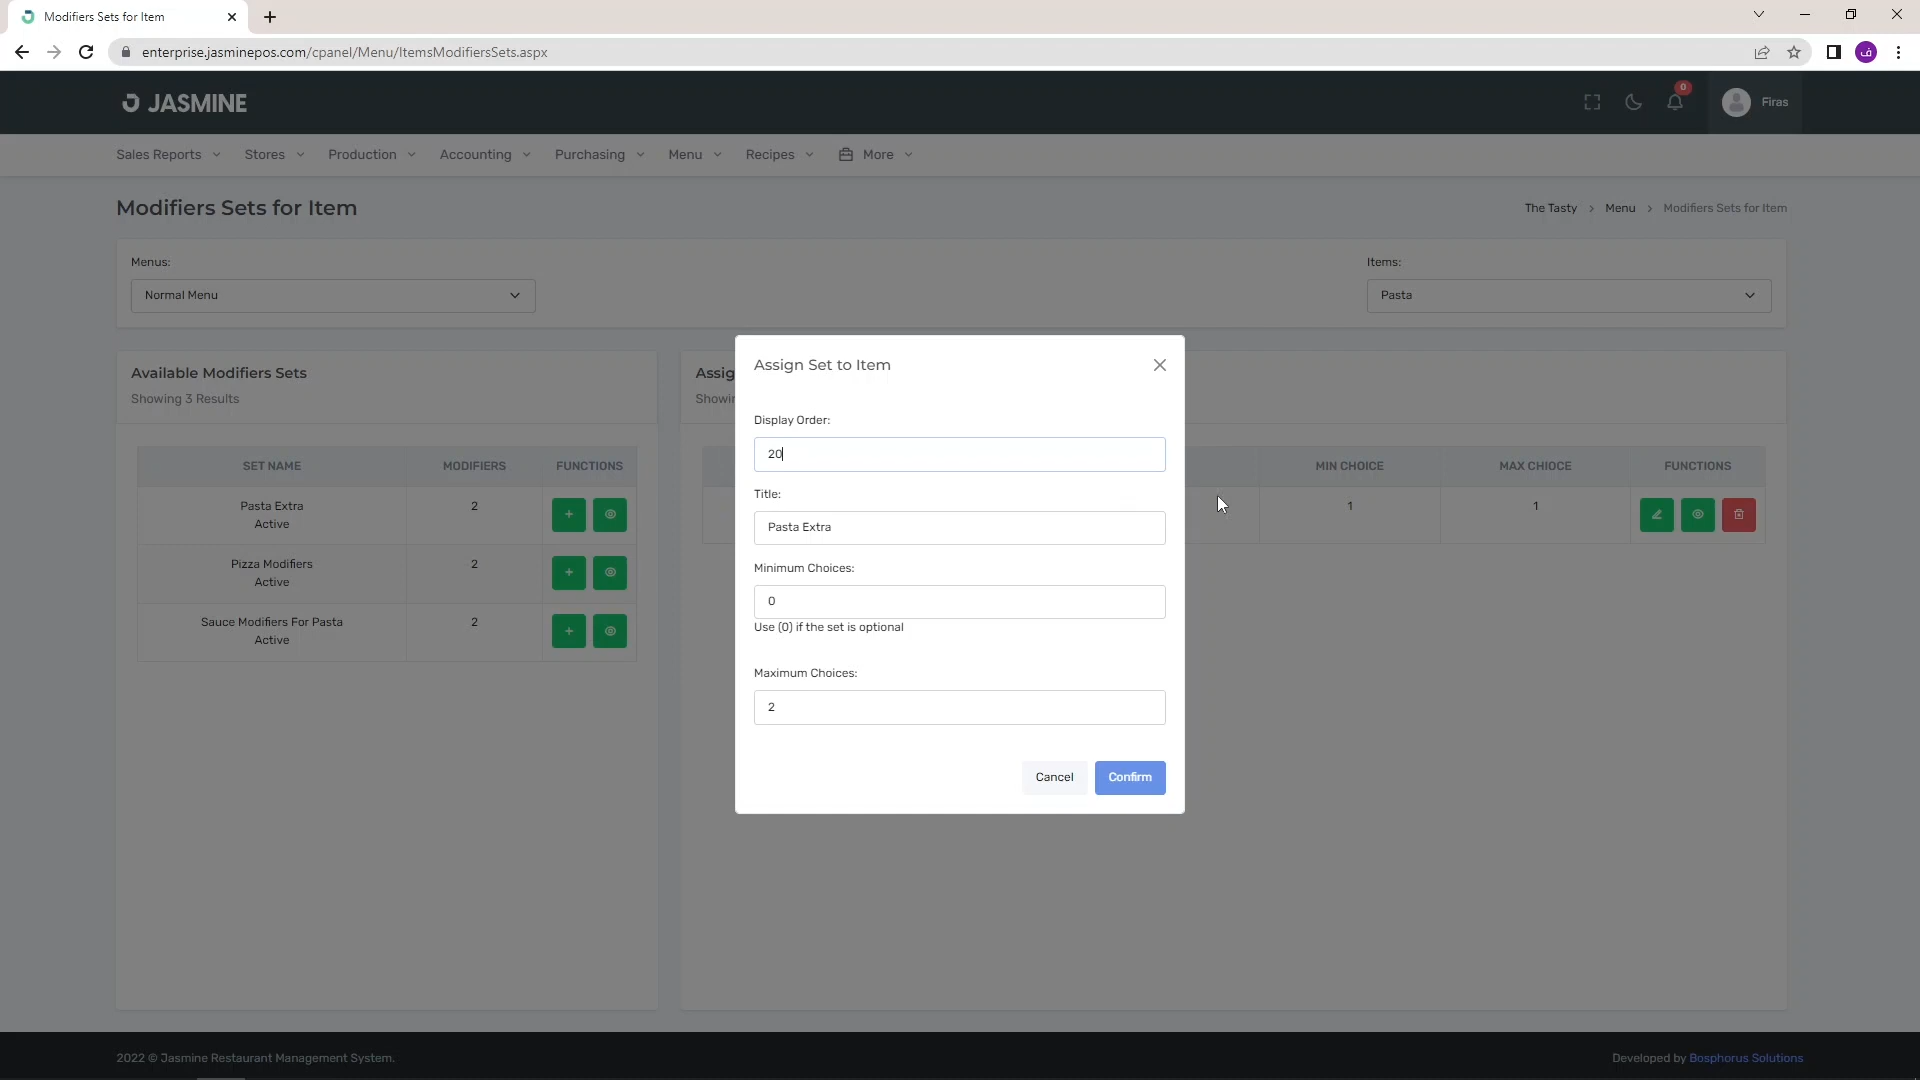 Modifiers Sets for Item
enterprise.jasminepos.com/cpanel/Menu/ItemsModifiersSets.aspx
ف
JASMINE
0
Firas
Sales Reports
Stores
Production
Accounting
Purchasing
Menu
Recipes
More
Modifiers Sets for Item
The Tasty > Menu > Modifiers Sets for Item
Menus:
Normal Menu
Items:
Pasta
Available Modifiers Sets
Showing 3 Results
SET NAME MODIFIERS FUNCTIONS
Pasta Extra 2
Active
Pizza Modifiers 2
Active
Sauce Modifiers For Pasta 2
Active
Assig
Showin
MIN CHOICE MAX CHIOCE FUNCTIONS
1 1
Assign Set to Item
Display Order:
20
Title:
Pasta Extra
Minimum Choices:
0
Use (0) if the set is optional
Maximum Choices:
2
Cancel Confirm
2022 © Jasmine Restaurant Management System.
Developed by Bosphorus Solutions